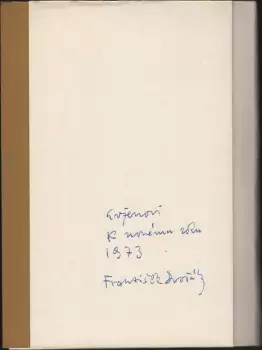 Evženovi
k novému roku
1973
František Dvořák